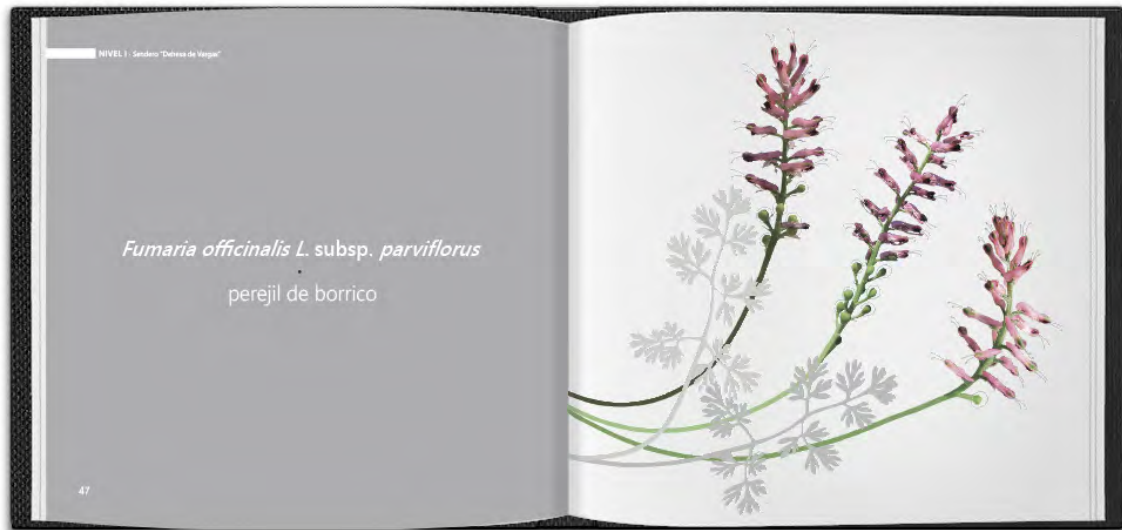 NIVEL I - Sendero "Dehesa de Vargas"
Fumaria officinalis L. subsp. parviflorus
•
perejil de borrico
47